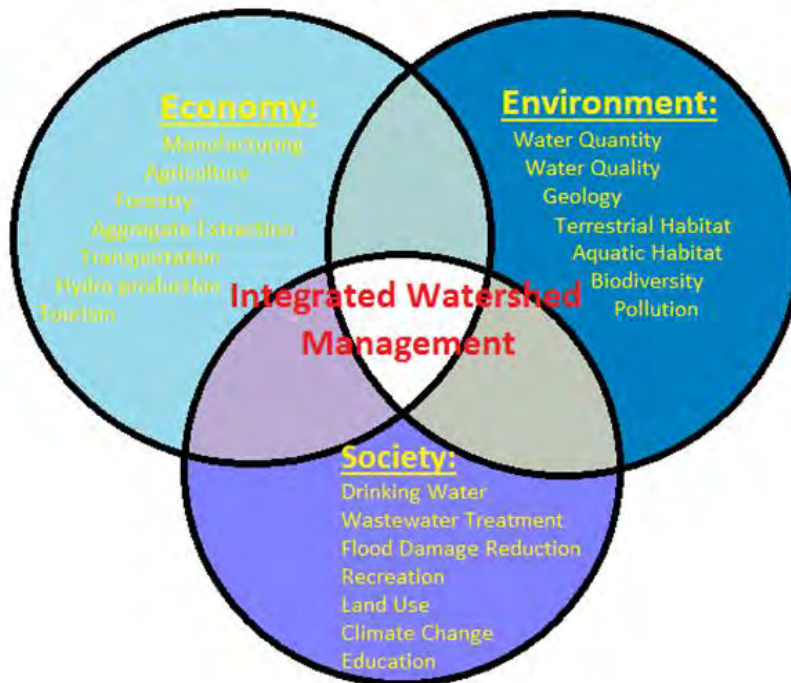 Economy:
Manufacturing
Agriculture
Forestry
Aggregate Extraction
Transportation
Hydro production
Tourism
Environment:
Water Quantity
Water Quality
Geology
Terrestrial Habitat
Aquatic Habitat
Biodiversity
Pollution
Integrated Watershed
Management
Society:
Drinking Water
Wastewater Treatment
Flood Damage Reduction
Recreation
Land Use
Climate Change
Education